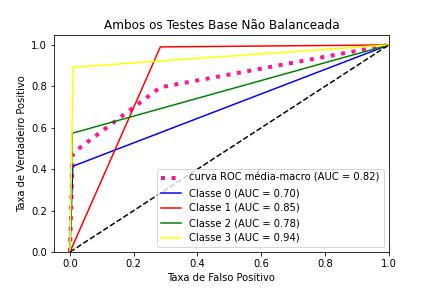 Ambos os Testes Base Não Balanceada
Taxa de Verdadeiro Positivo
1.0
0.8
0.6
0.4
0.2
0.0
curva ROC média-macro (AUC = 0.82)
Classe 0 (AUC = 0.70)
Classe 1 (AUC = 0.85)
Classe 2 (AUC = 0.78)
Classe 3 (AUC = 0.94)
0.0 0.2 0.4 0.6 0.8 1.0
Taxa de Falso Positivo